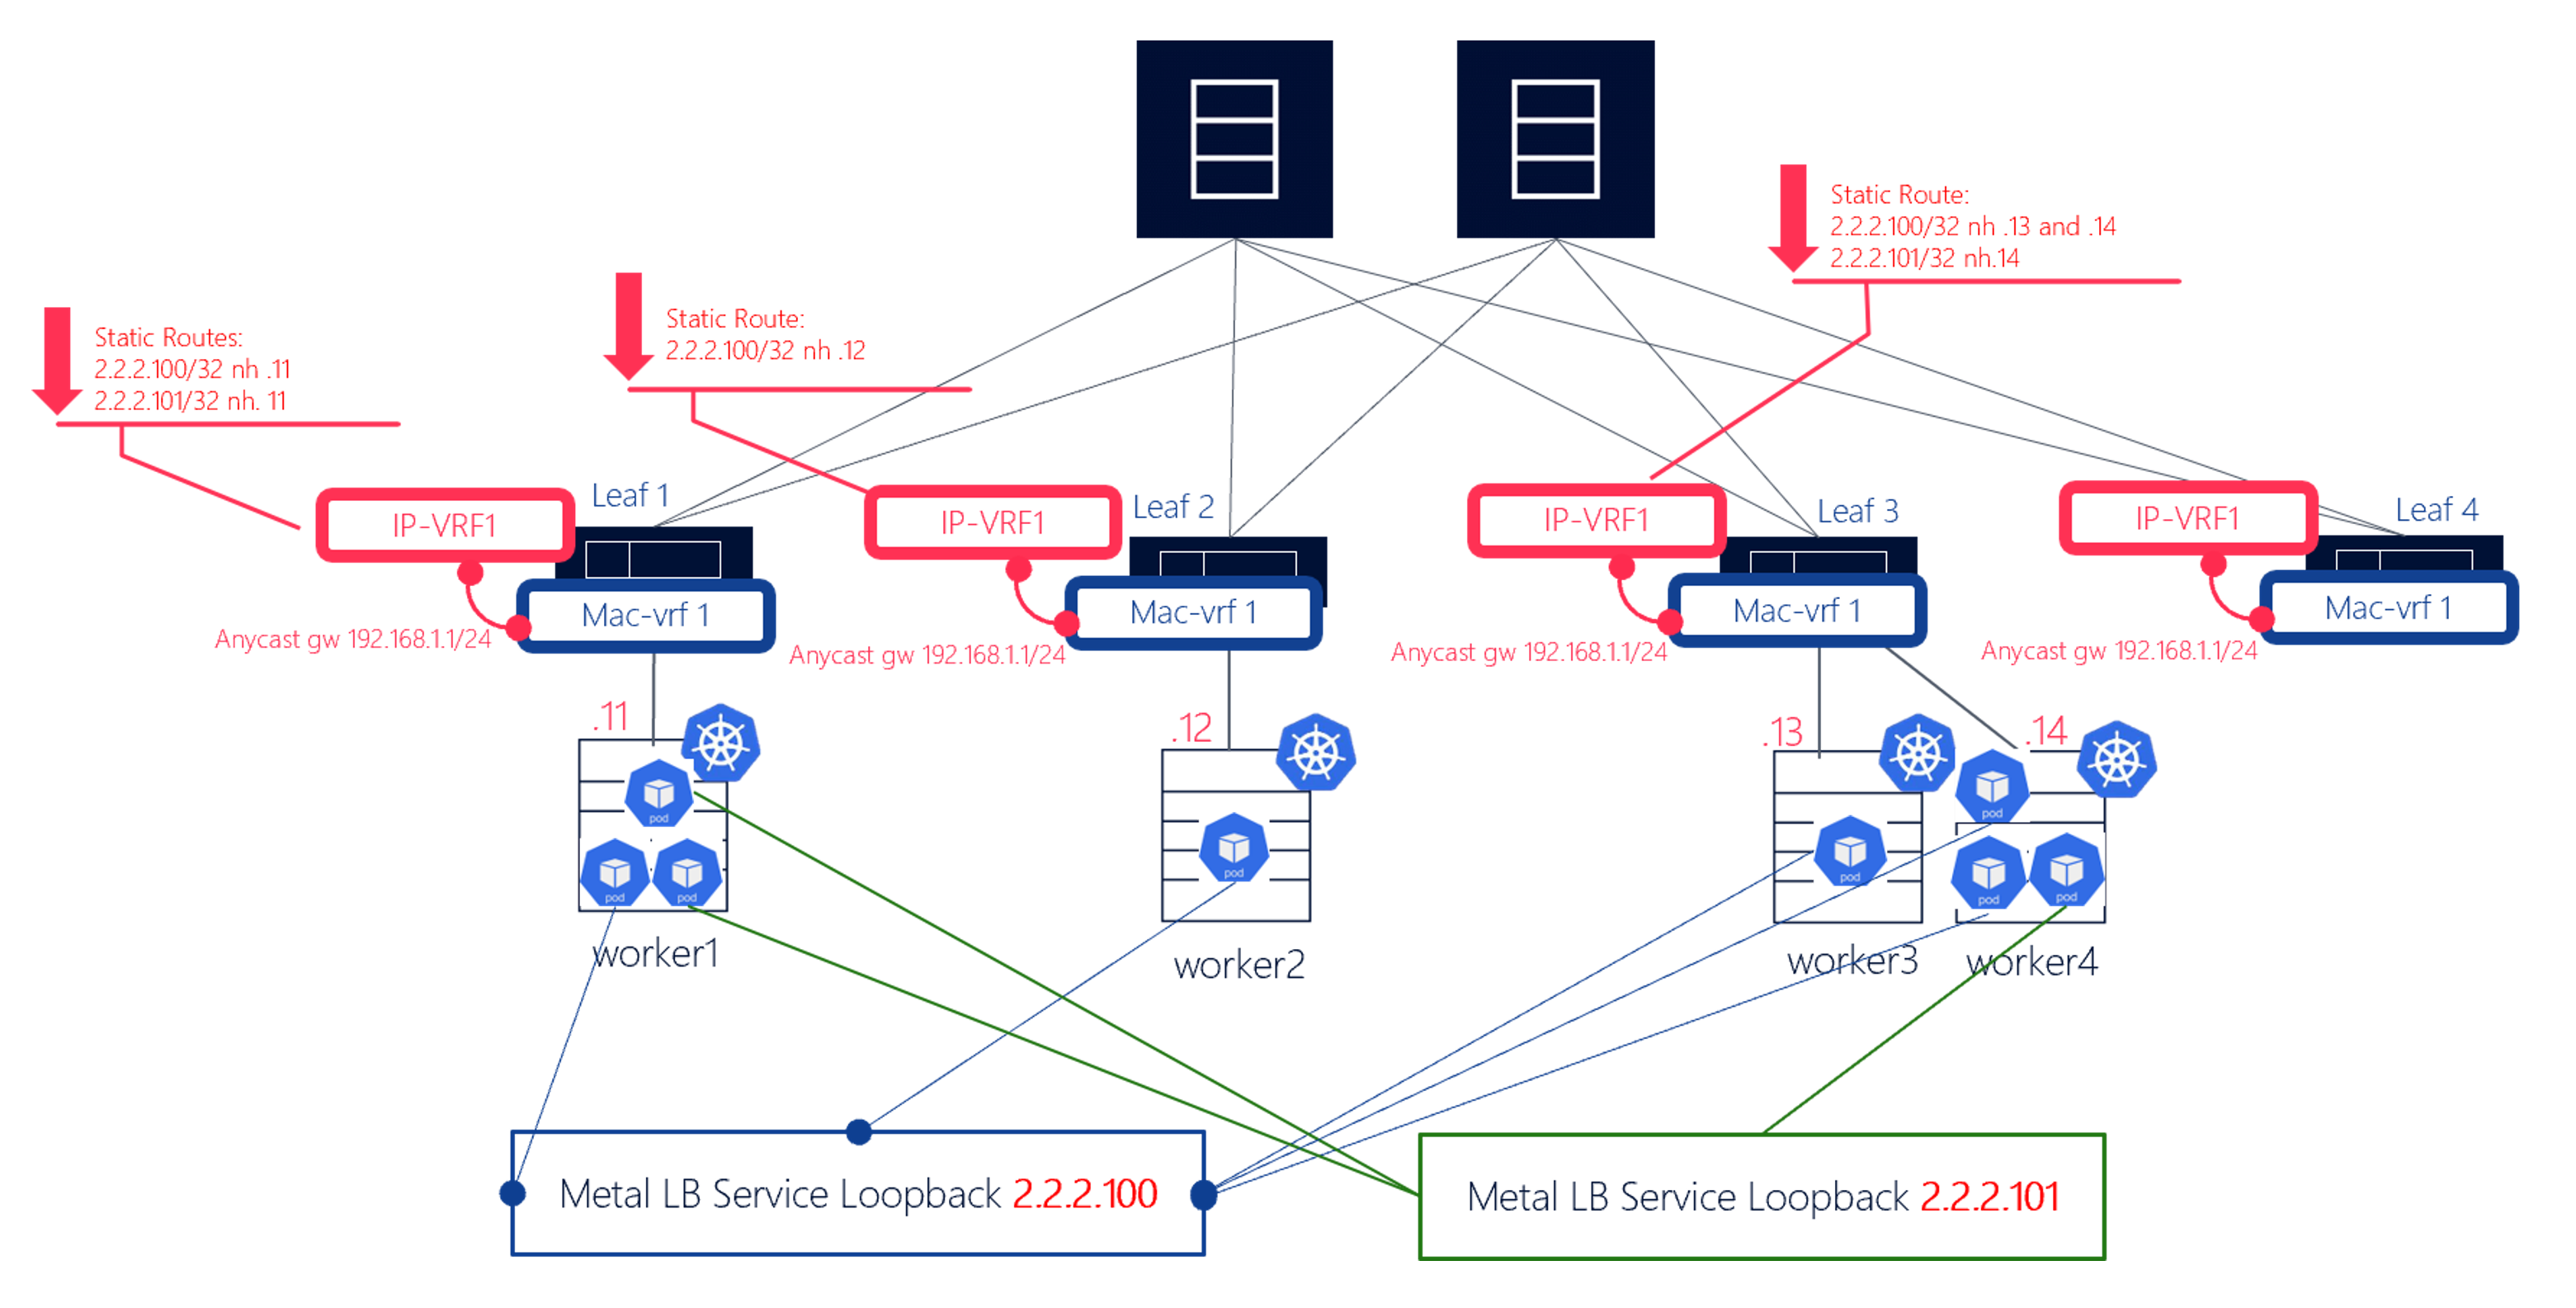 Static Route:
2.2.2.100/32 nh .13 and .14
2.2.2.101/32 nh.14
Static Route:
2.2.2.100/32 nh .12
Static Routes:
2.2.2.100/32 nh .11
2.2.2.101/32 nh. 11
IP-VRF1
Leaf 1
IP-VRF1
Leaf 2
IP-VRF1
Leaf 3
IP-VRF1
Leaf 4
Mac-vrf 1
Mac-vrf 1
Mac-vrf 1
Mac-vrf 1
Anycast gw 192.168.1.1/24
Anycast gw 192.168.1.1/24
Anycast gw 192.168.1.1/24
Anycast gw 192.168.1.1/24
.11
.12
.13
.14
pod
pod
pod
pod
pod
pod
pod
pod
worker1
worker2
worker3
worker4
Metal LB Service Loopback 2.2.2.100
Metal LB Service Loopback 2.2.2.101